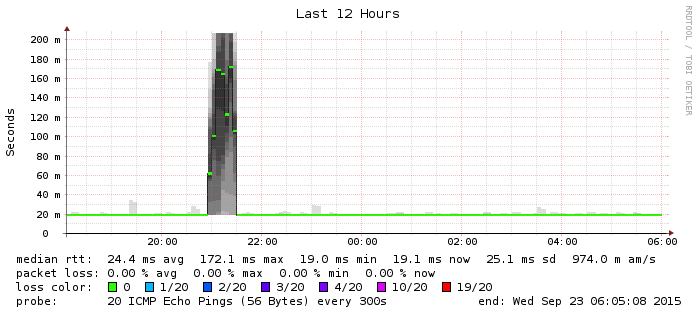 Last 12 Hours
RRDTOOL / TOBI OETIKER
Seconds
200 m
180 m
160 m
140 m
120 m
100 m
80 m
60 m
40 m
20 m
0
20:00 22:00 00:00 02:00 04:00 06:00
median rtt: 24.4 ms avg 172.1 ms max 19.0 ms min 19.1 ms now 25.1 ms sd 974.0 m am/s
packet loss: 0.00 % avg 0.00 % max 0.00 % min 0.00 % now
loss color: 0 1/20 2/20 3/20 4/20 10/20 19/20
probe: 20 ICMP Echo Pings (56 Bytes) every 300s end: Wed Sep 23 06:05:08 2015